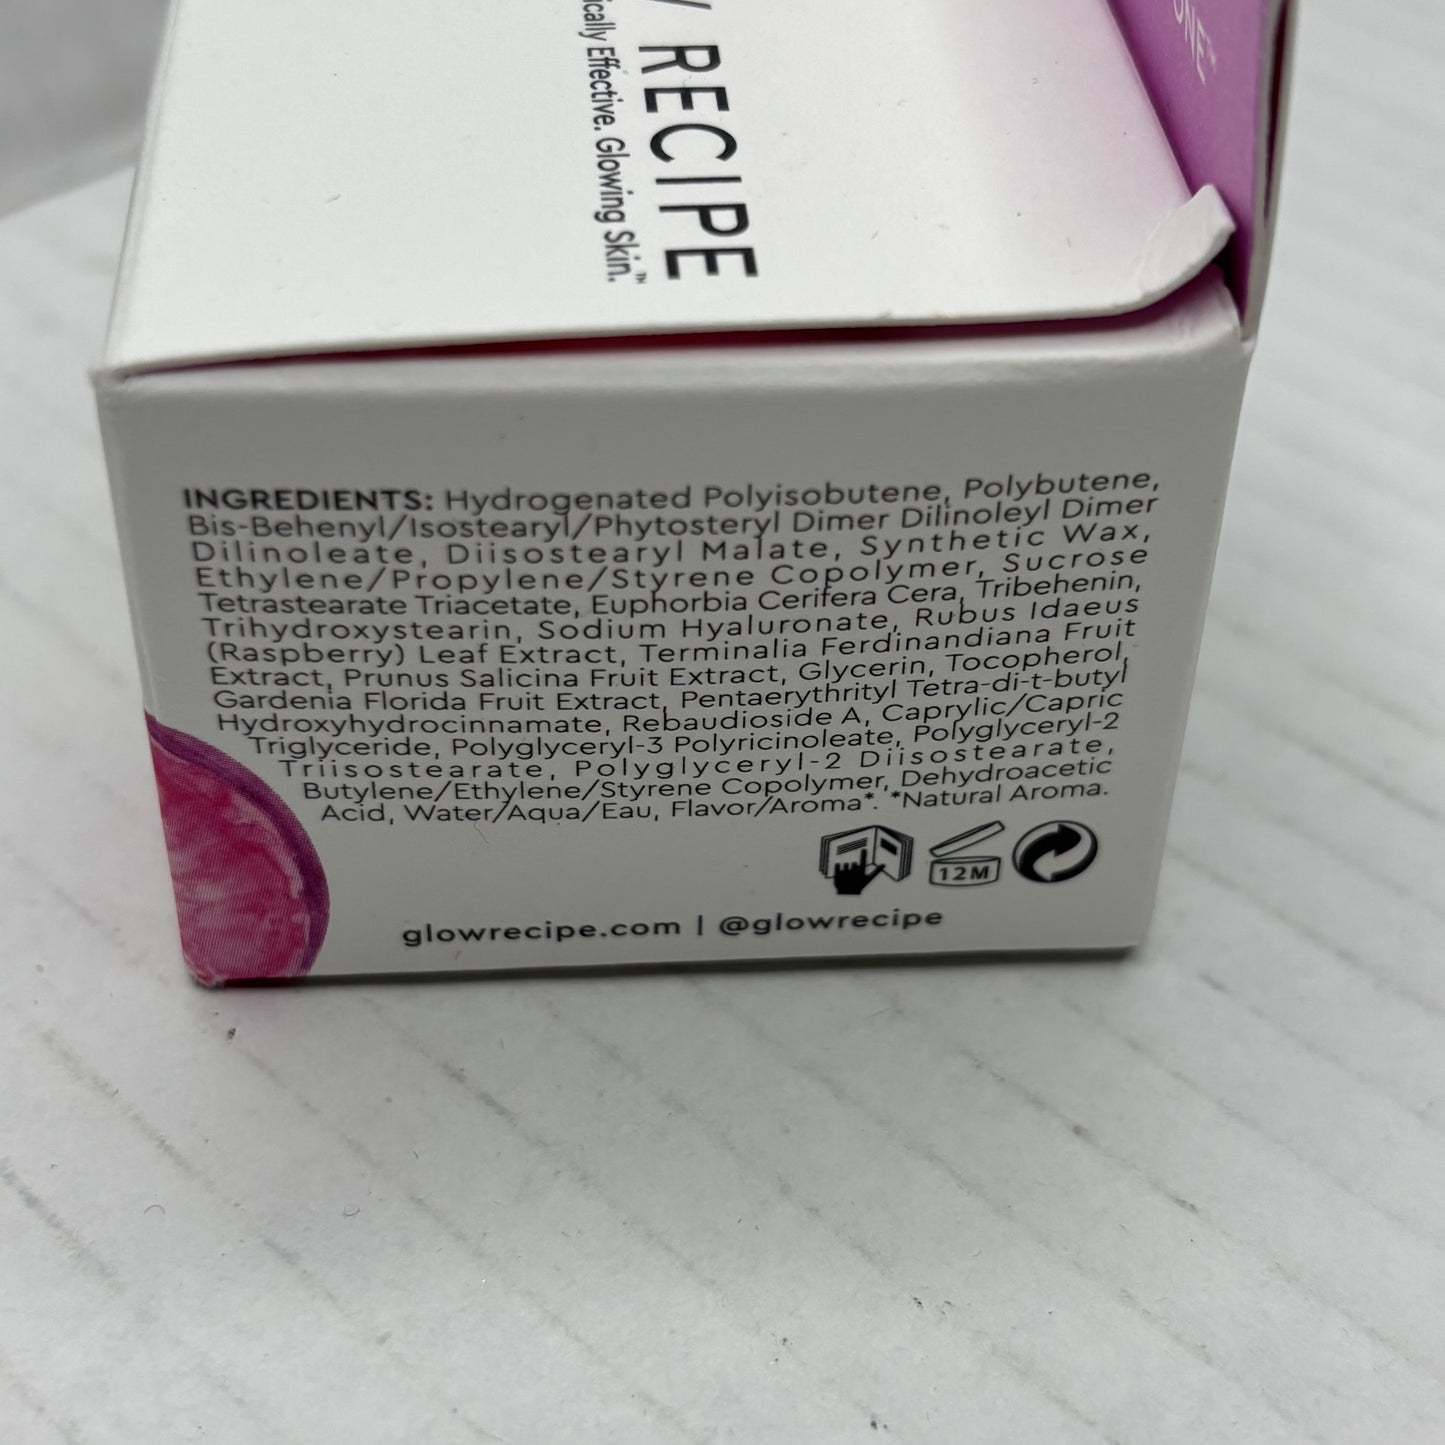 RECIPE
Effective. Glowing Skin.™
INGREDIENTS: Hydrogenated Polyisobutene, Polybutene,
Bis-Behenyl/Isostearyl/Phytosteryl Dimer Dilinoleyl Dimer
Dilinoleate, Diisostearyl Malate, Synthetic Wax,
Ethylene/Propylene/Styrene Copolymer, Sucrose
Tetrastearate Triacetate, Euphorbia Cerifera Cera, Tribehenin,
Trihydroxystearin, Sodium Hyaluronate, Rubus Idaeus
(Raspberry) Leaf Extract, Terminalia Ferdinandiana Fruit
Extract, Prunus Salicina Fruit Extract, Glycerin, Tocopherol,
Gardenia Florida Fruit Extract, Pentaerythrityl Tetra-di-t-butyl
Hydroxyhydrocinnamate, Rebaudioside A, Caprylic/Capric
Triglyceride, Polyglyceryl-3 Polyricinoleate, Polyglyceryl-2
Triisostearate, Polyglyceryl-2 Diisostearate,
Butylene/Ethylene/Styrene Copolymer, Dehydroacetic
Acid, Water/Aqua/Eau, Flavor/Aroma*. *Natural Aroma.
12M
glowrecipe.com | @glowrecipe